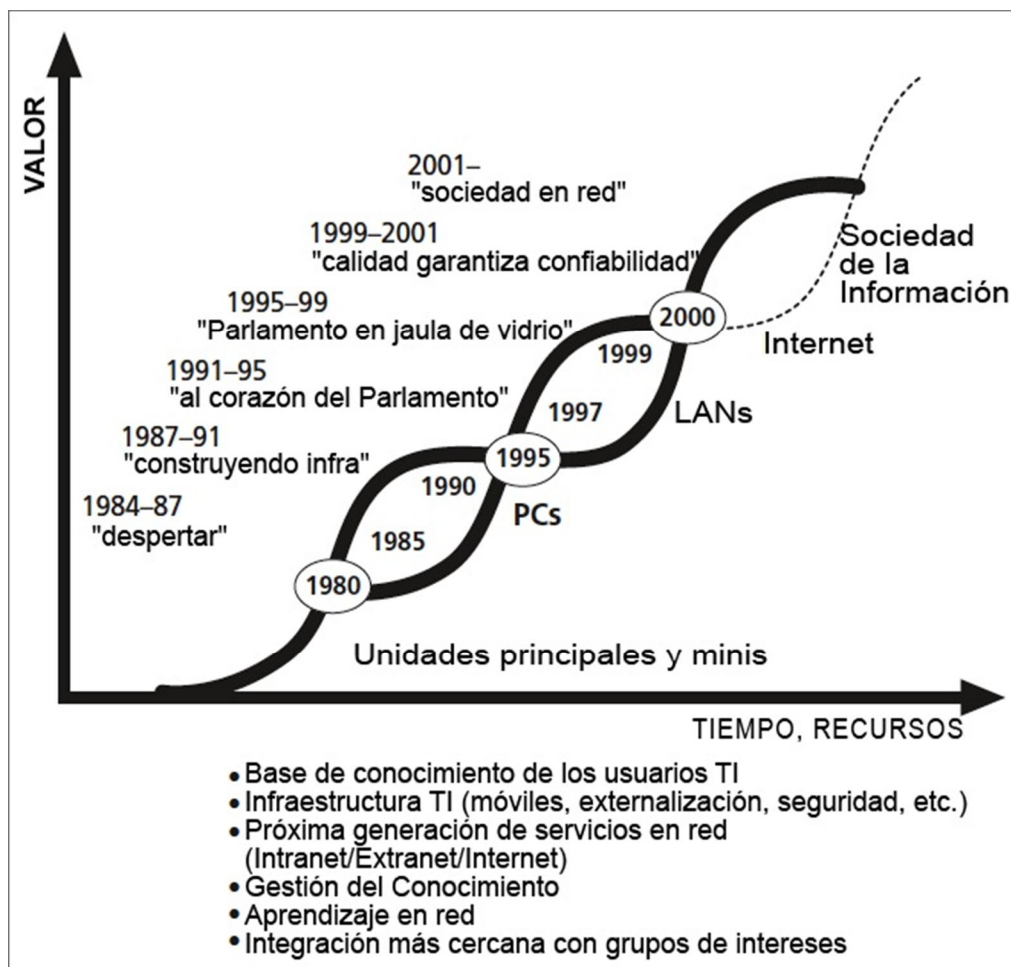 VALOR
2001–
"sociedad en red"
1999–2001
"calidad garantiza confiabilidad"
1995–99
"Parlamento en jaula de vidrio"
1991–95
"al corazón del Parlamento"
1987–91
"construyendo infra"
1984–87
"despertar"
1980
1985
1990
1995
1997
1999
2000
Sociedad
de la
Información
Internet
LANs
PCs
Unidades principales y minis
TIEMPO, RECURSOS
• Base de conocimiento de los usuarios TI
• Infraestructura TI (móviles, externalización, seguridad, etc.)
• Próxima generación de servicios en red
(Intranet/Extranet/Internet)
• Gestión del Conocimiento
• Aprendizaje en red
• Integración más cercana con grupos de intereses